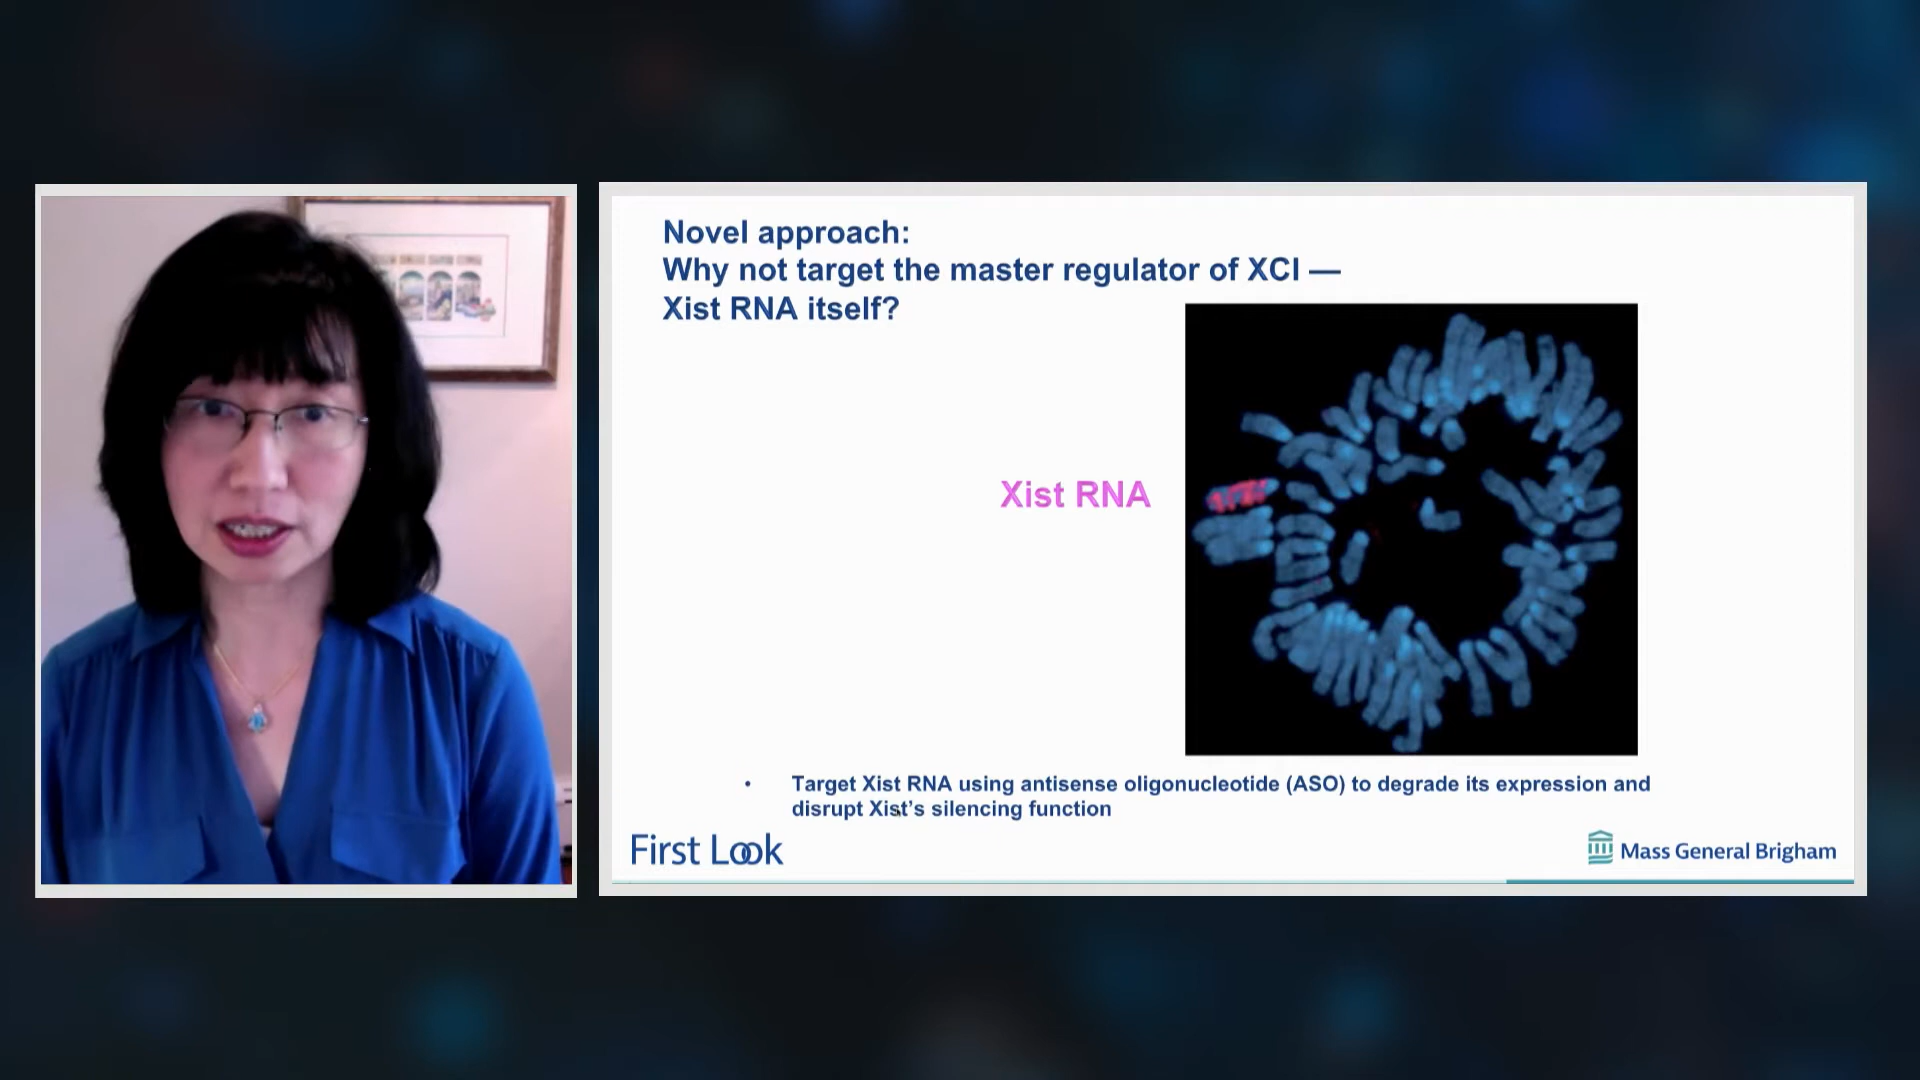 Novel approach:
Why not target the master regulator of XCI —
Xist RNA itself?
Xist RNA
• Target Xist RNA using antisense oligonucleotide (ASO) to degrade its expression and
disrupt Xist's silencing function
First Look
Mass General Brigham